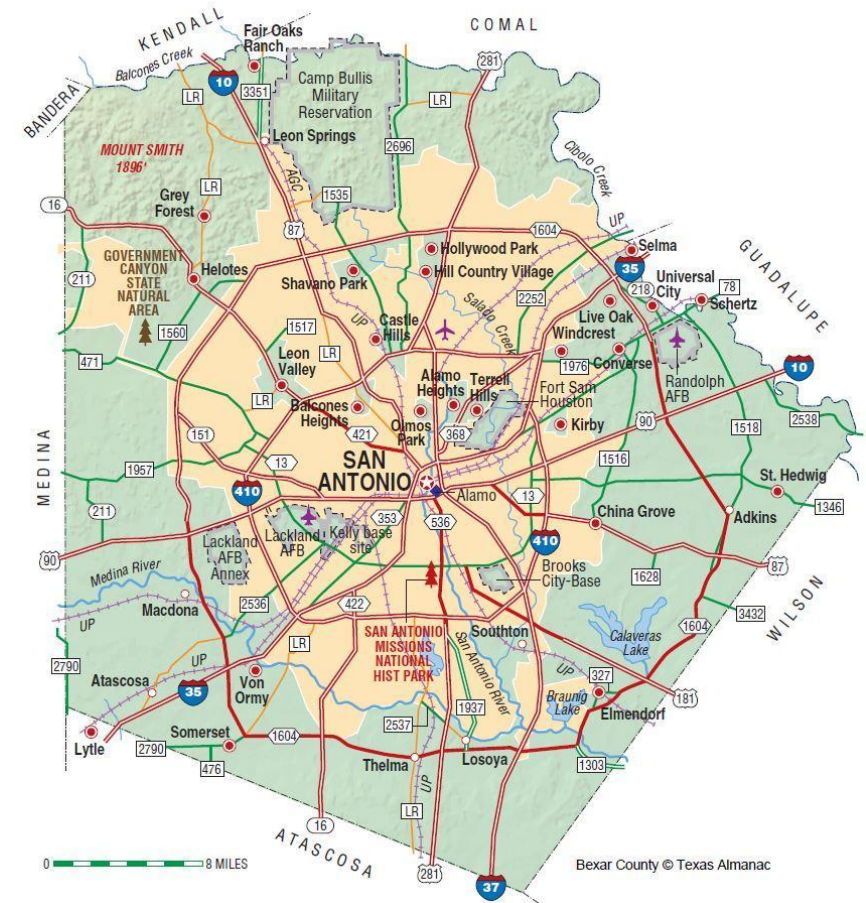 KENDALL
COMAL
Fair Oaks
Ranch
Balcones Creek
281
10
Camp Bullis
Military
Reservation
BANDERA
LR
3351
LR
Leon Springs
MOUNT SMITH
1896'
2696
Cibolo Creek
AGC
LR
1535
Grey
Forest
16
87
1604
UP
Selma
Hollywood Park
GUADALUPE
GOVERNMENT
CANYON
STATE
NATURAL
AREA
Helotes
Shavano Park
Hill Country Village
35
Universal
City
211
218
78
Schertz
2252
Salado Creek
Live Oak
1560
1517
UP
Castle
Hills
Windcrest
LR
Converse
471
Leon
Valley
1976
10
Alamo
Heights
Terrell
Hills
Fort Sam
Houston
Randolph
AFB
LR
Balcones
Heights
Olmos
Park
Kirby
90
2538
151
421
368
1518
MEDINA
SAN
ANTONIO
1516
1957
13
St. Hedwig
410
Alamo
13
1346
211
353
536
China Grove
Adkins
Lackland
AFB
Annex
Lackland
AFB
Kelly base
site
410
90
Brooks
City-Base
87
Medina River
1628
WILSON
Macdona
2536
422
3432
UP
SAN ANTONIO
MISSIONS
NATIONAL
HIST PARK
San Antonio River
Southton
1604
LR
Calaveras
Lake
2790
UP
UP
Atascosa
35
Von
Ormy
327
181
Braunig
Lake
1937
Elmendorf
2537
Somerset
1604
Lytle
2790
Losoya
476
Thelma
UP
1303
LR
16
ATASCOSA
281
37
0
8 MILES
Bexar County © Texas Almanac